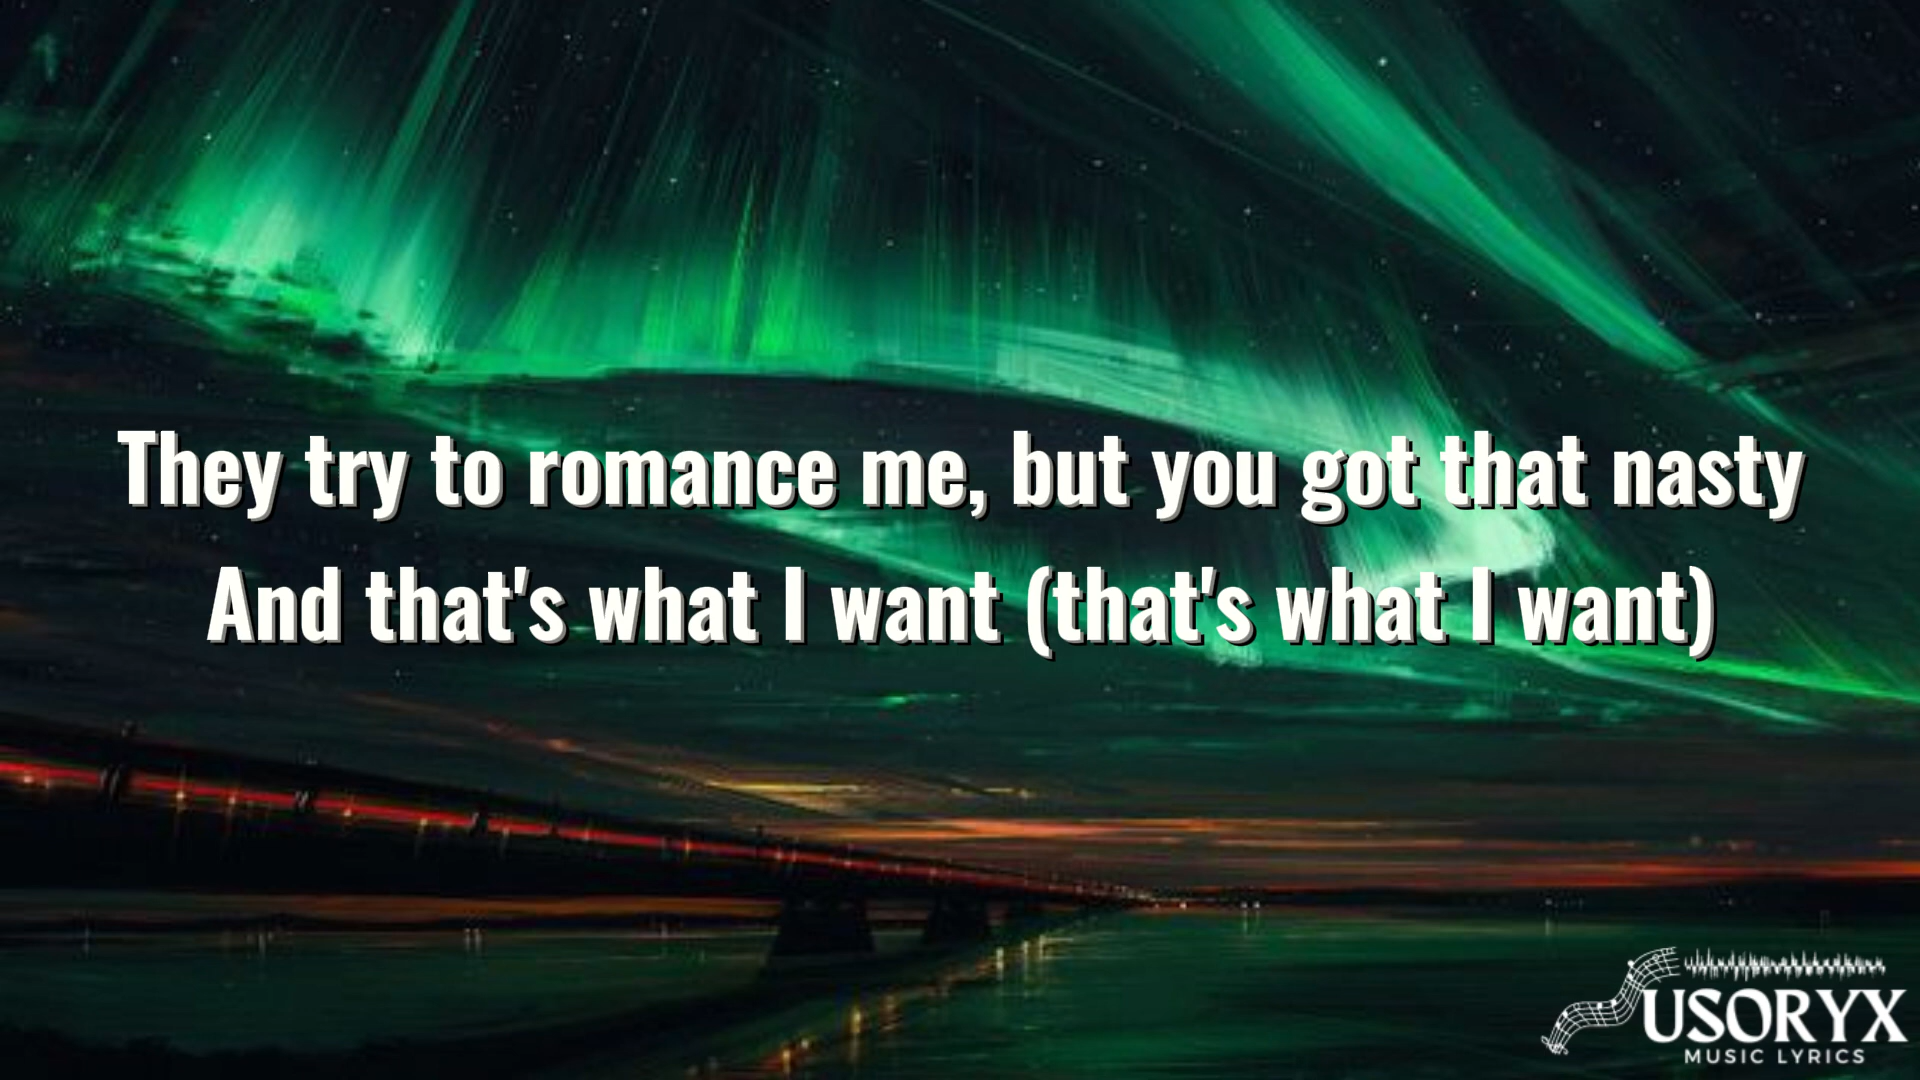 They try to romance me, but you got that nasty
And that's what I want (that's what I want)
USORYX
MUSIC LYRICS